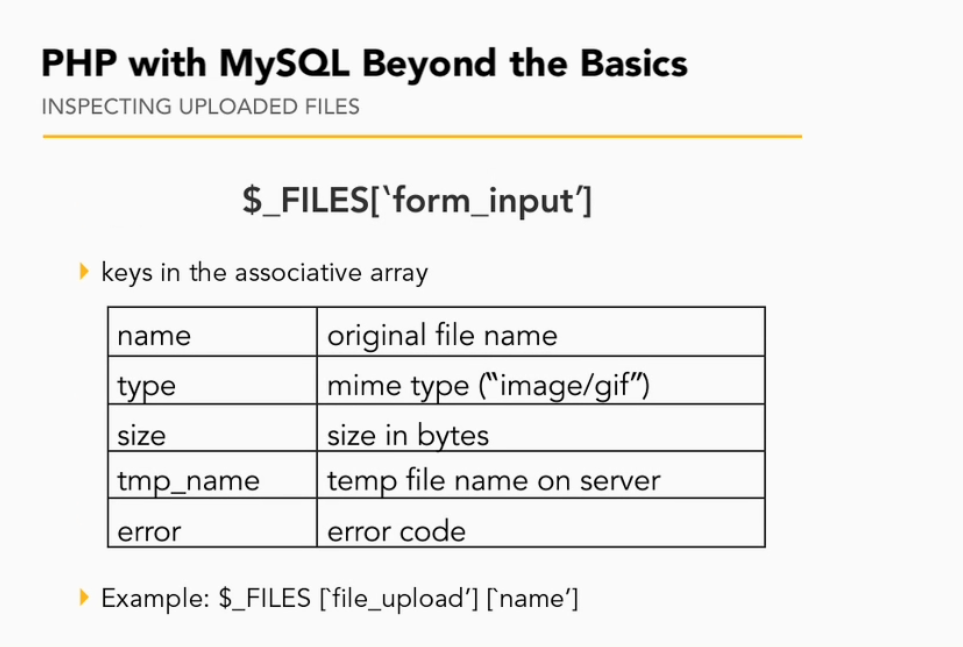 PHP with MySQL Beyond the Basics
INSPECTING UPLOADED FILES
$_FILES[‵form_input′]
keys in the associative array
name original file name
type mime type (‟image/gif”)
size size in bytes
tmp_name temp file name on server
error error code
Example: $_FILES [‵file_upload′] [‵name′]